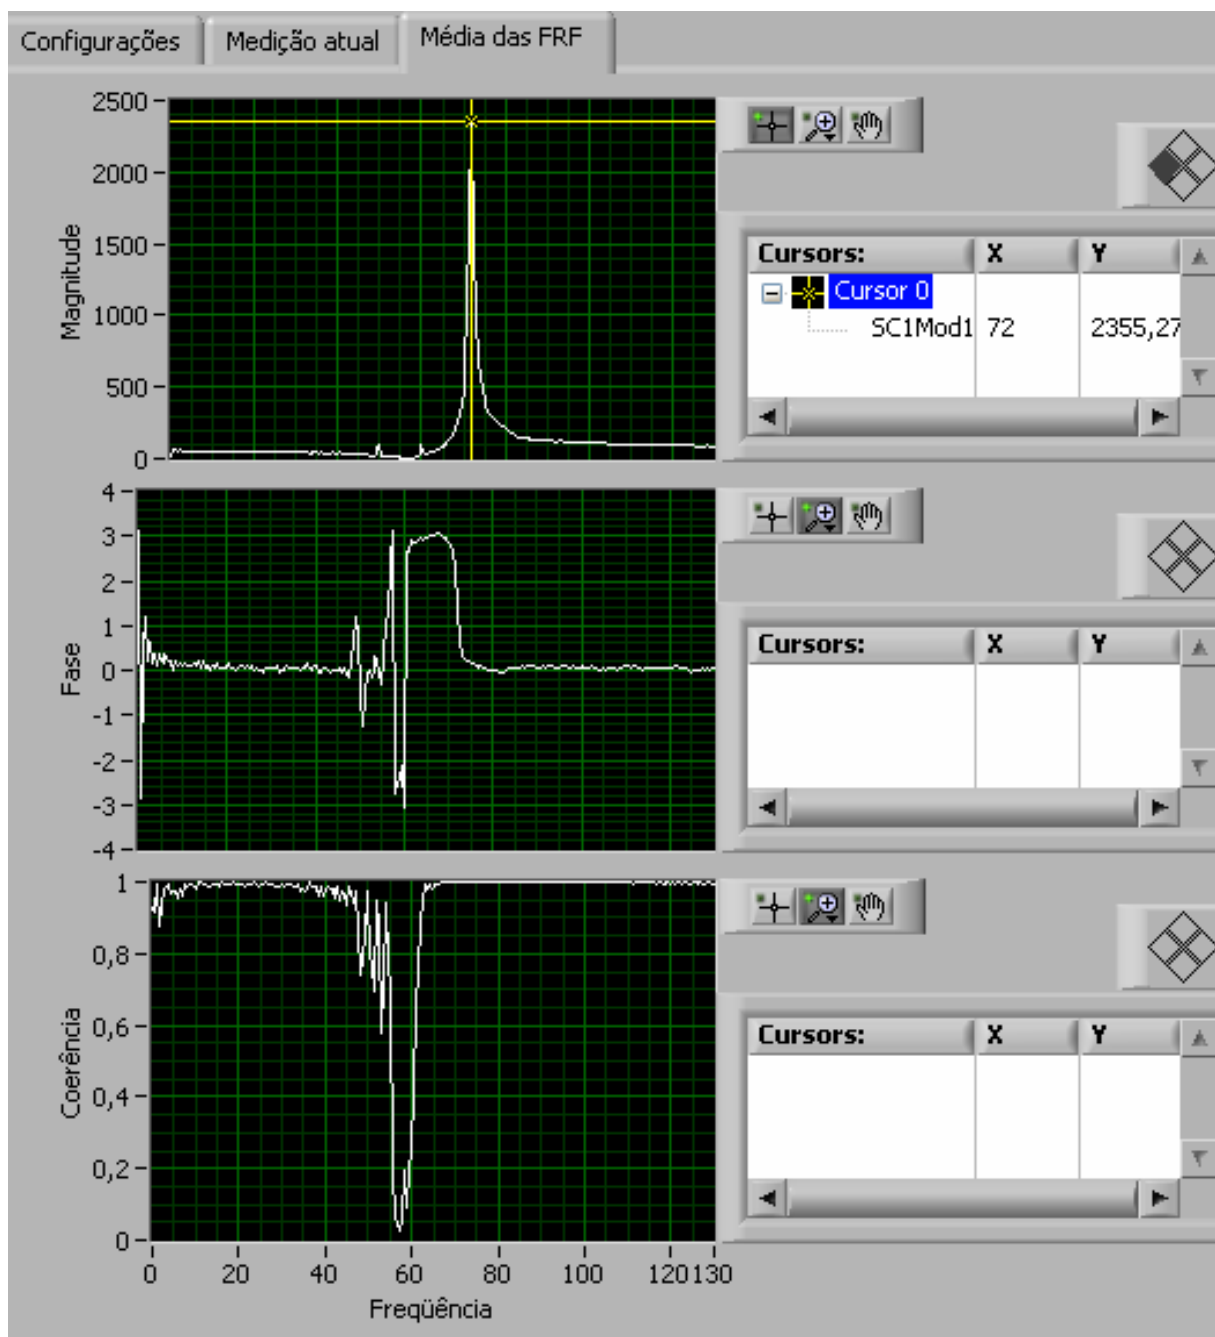 Configurações
Medição atual
Média das FRF
2500
2000
1500
1000
500
0
Magnitude
Cursors: X Y
Cursor 0
SC1Mod1 72 2355,27
4
3
2
1
0
-1
-2
-3
-4
Fase
Cursors: X Y
1
0,8
0,6
0,4
0,2
0
Coerência
Cursors: X Y
0 20 40 60 80 100 120 130
Freqüência